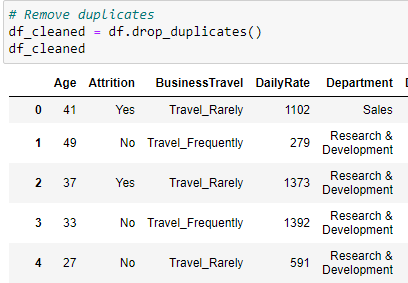 # Remove duplicates
df_cleaned = df.drop_duplicates()
df_cleaned
Age Attrition BusinessTravel DailyRate Department
0 41 Yes Travel_Rarely 1102 Sales
1 49 No Travel_Frequently 279 Research &
Development
2 37 Yes Travel_Rarely 1373 Research &
Development
3 33 No Travel_Frequently 1392 Research &
Development
4 27 No Travel_Rarely 591 Research &
Development